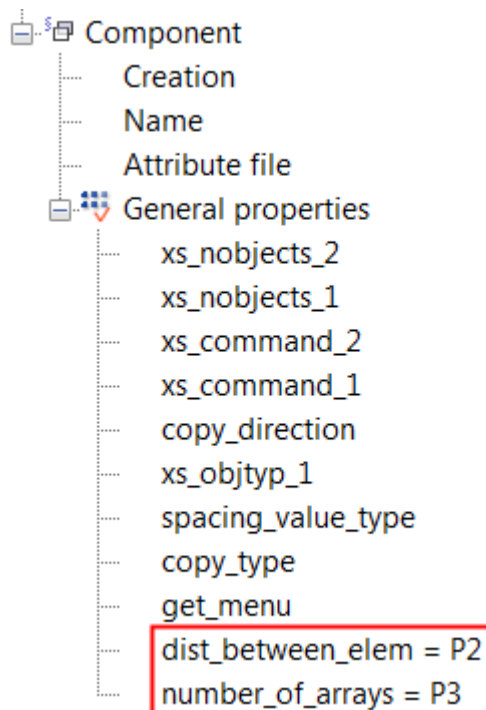 Component
Creation
Name
Attribute file
General properties
xs_nobjects_2
xs_nobjects_1
xs_command_2
xs_command_1
copy_direction
xs_objtyp_1
spacing_value_type
copy_type
get_menu
dist_between_elem = P2
number_of_arrays = P3